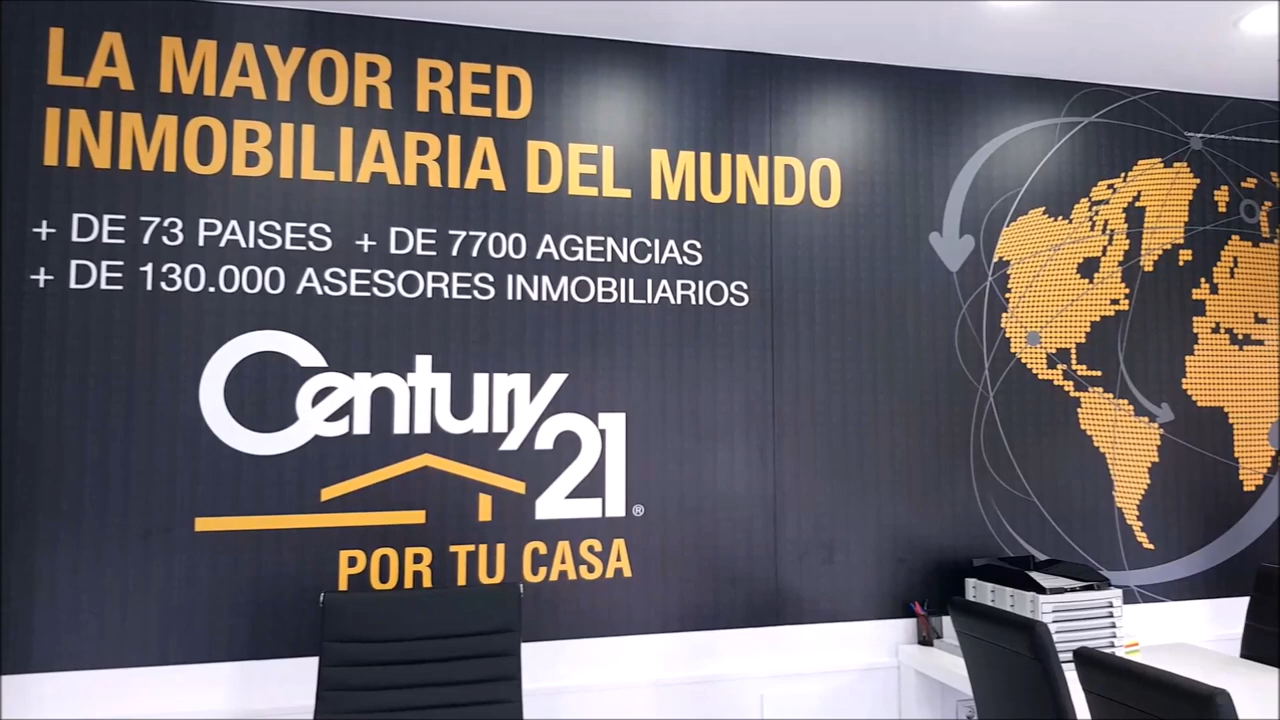 LA MAYOR RED
INMOBILIARIA DEL MUNDO
+ DE 73 PAISES + DE 7700 AGENCIAS
+ DE 130.000 ASESORES INMOBILIARIOS
Century
21®
POR TU CASA